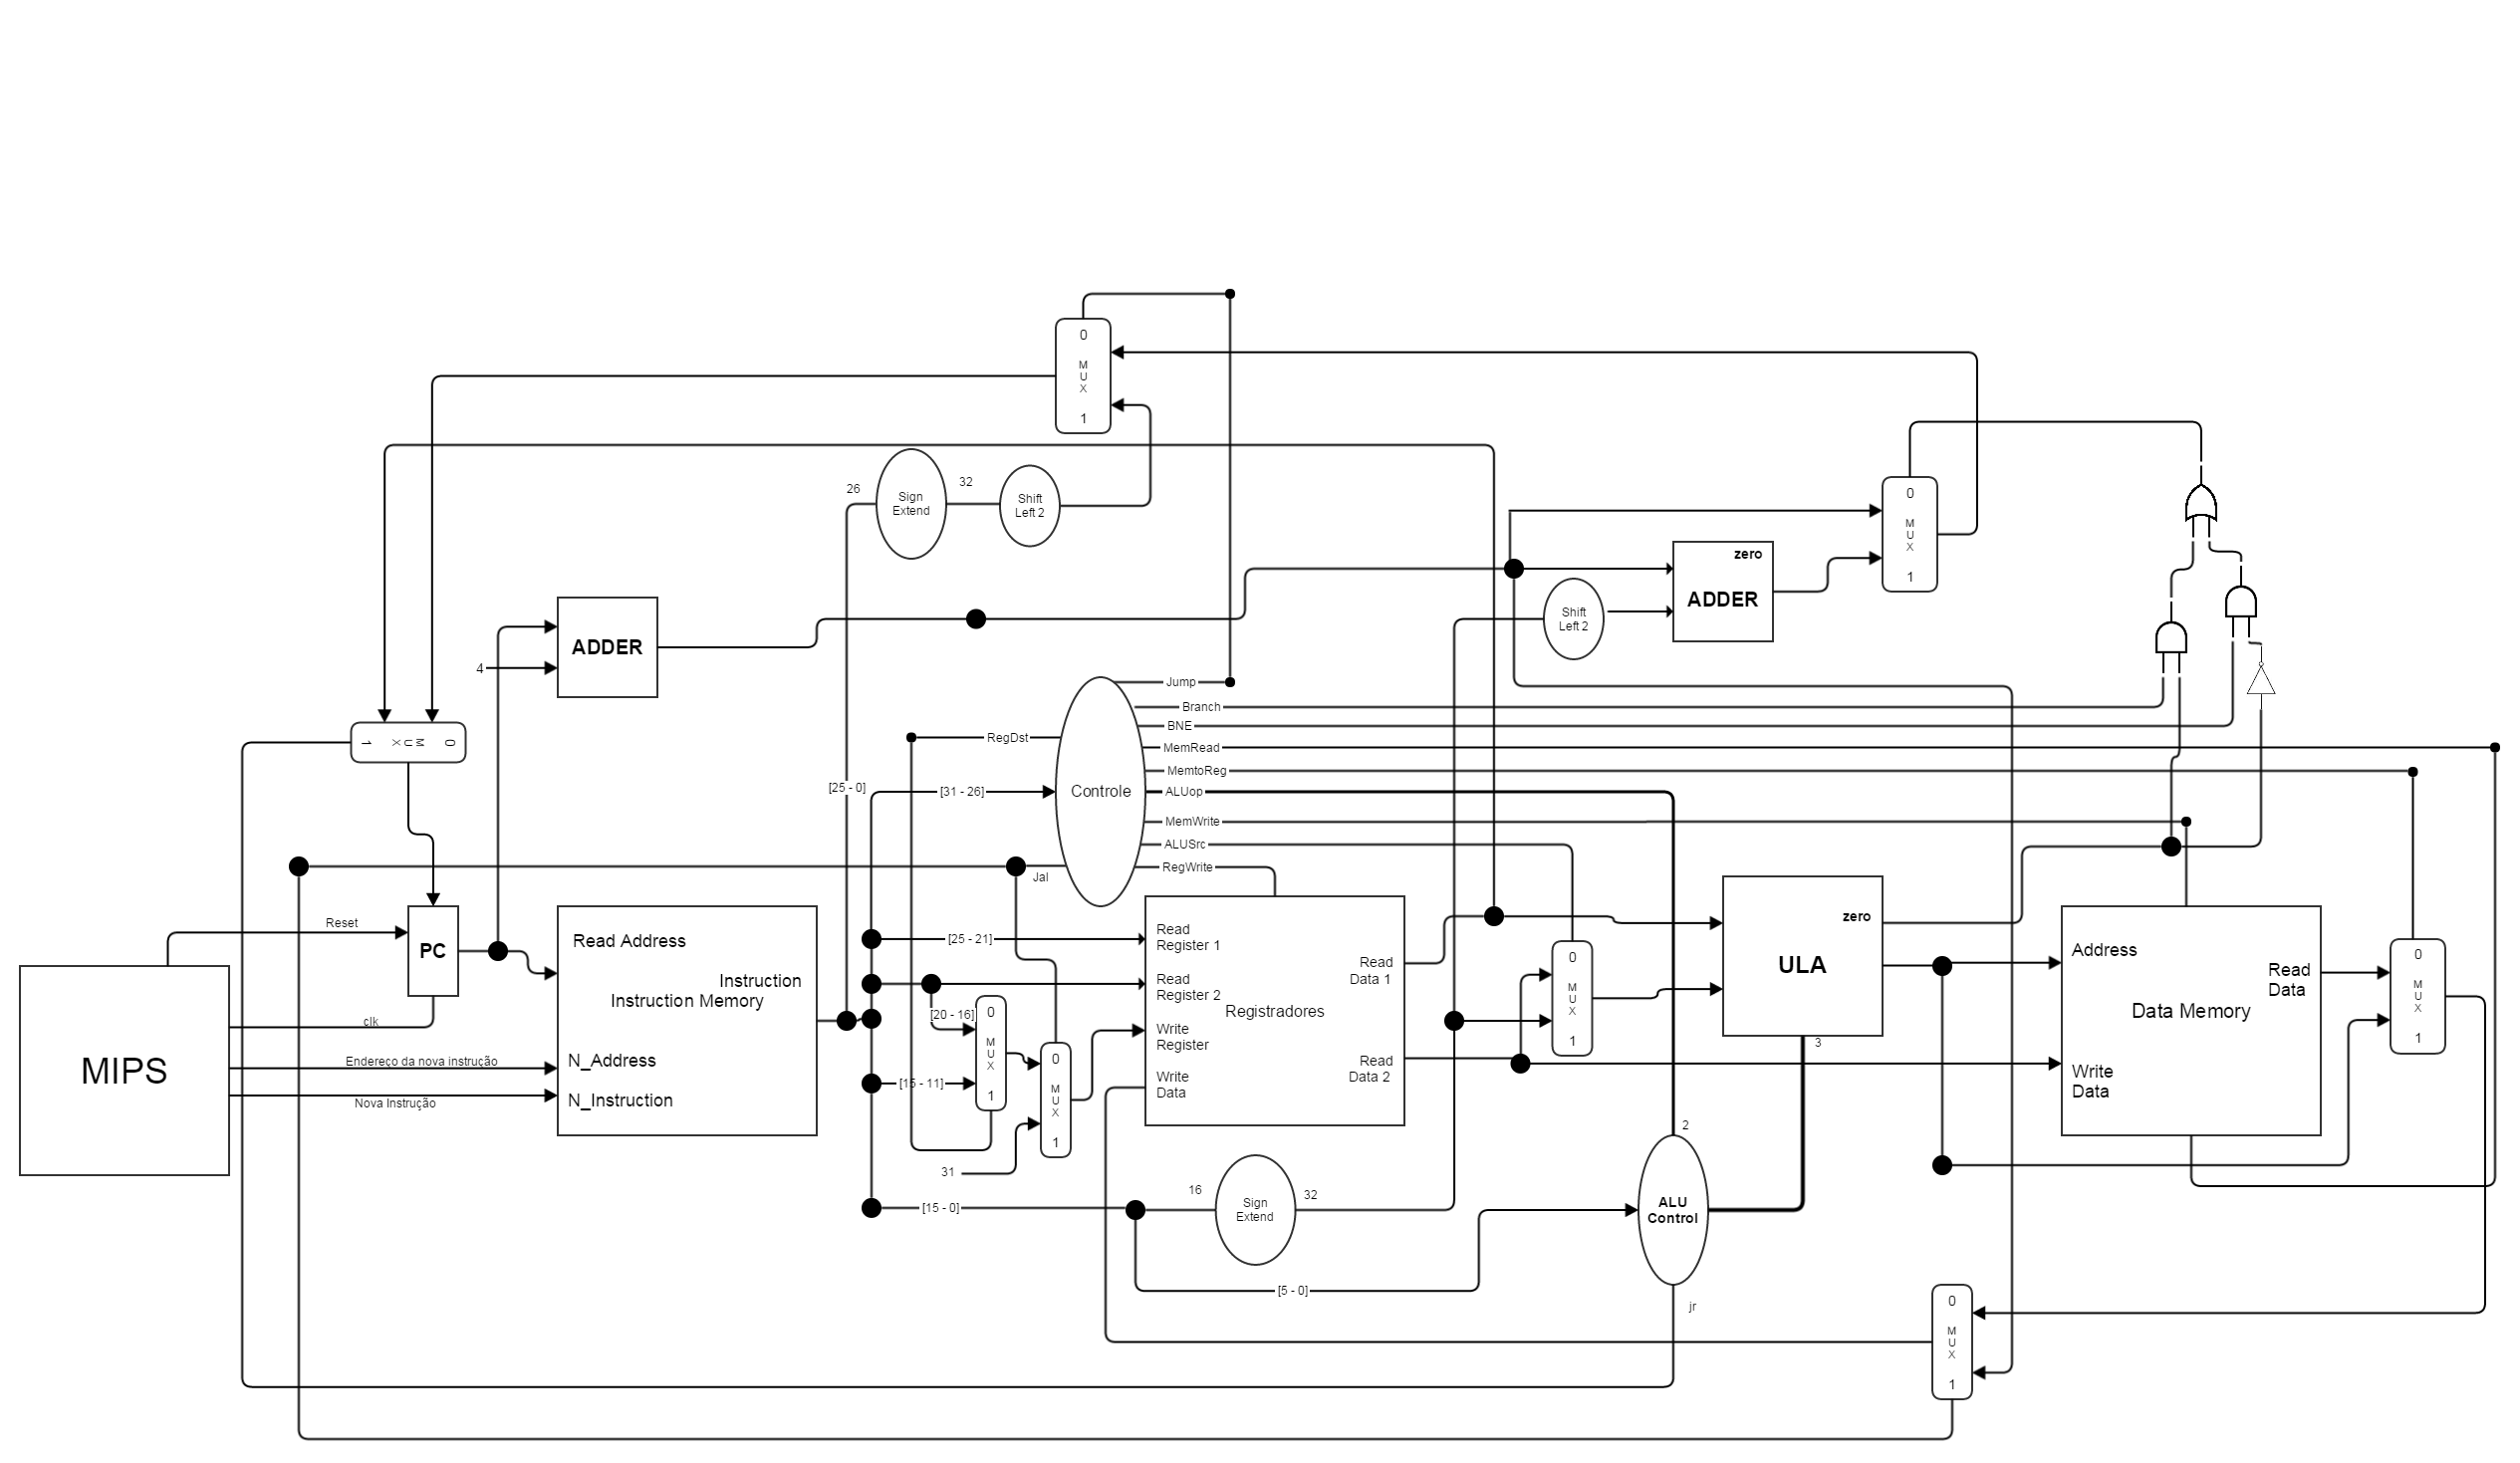 0
M
U
X
1
26
Sign
Extend
32
Shift
Left 2
0
M
U
X
1
zero
ADDER
Shift
Left 2
ADDER
4
1
X
U
M
0
Jump
Branch
BNE
RegDst
MemRead
MemtoReg
[25 - 0]
[31 - 26]
Controle
ALUop
MemWrite
ALUSrc
RegWrite
Jal
Reset
PC
clk
MIPS
Endereço da nova instrução
Nova Instrução
Read Address
Instruction
Instruction Memory
N_Address
N_Instruction
[25 - 21]
[20 - 16]
[15 - 11]
0
M
U
X
1
0
M
U
X
1
31
[15 - 0]
Read
Register 1
Read
Register 2
Registradores
Write
Register
Write
Data
Read
Data 1
Read
Data 2
16
Sign
Extend
32
[5 - 0]
0
M
U
X
1
zero
ULA
3
2
ALU
Control
jr
Address
Read
Data
Data Memory
Write
Data
0
M
U
X
1
0
M
U
X
1